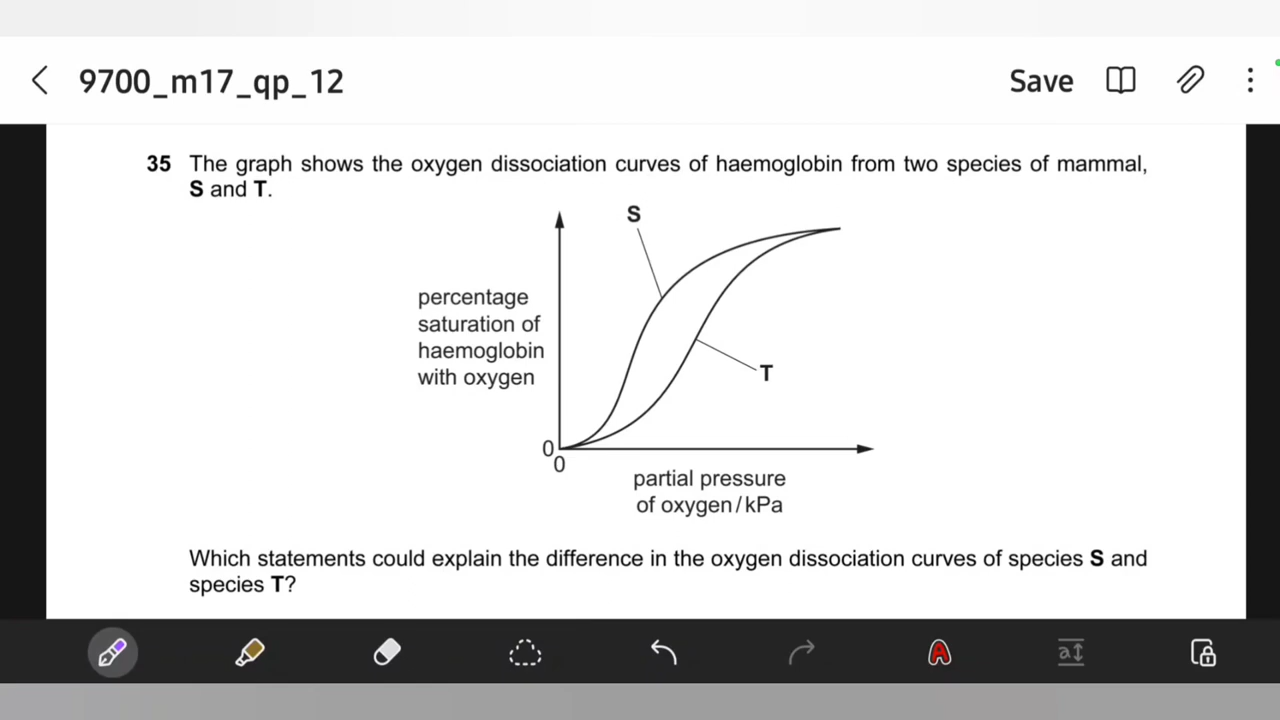 9700_m17_qp_12
Save
35 The graph shows the oxygen dissociation curves of haemoglobin from two species of mammal,
S and T.
S
percentage
saturation of
haemoglobin
with oxygen
T
0
0
partial pressure
of oxygen/kPa
Which statements could explain the difference in the oxygen dissociation curves of species S and
species T?
A
a